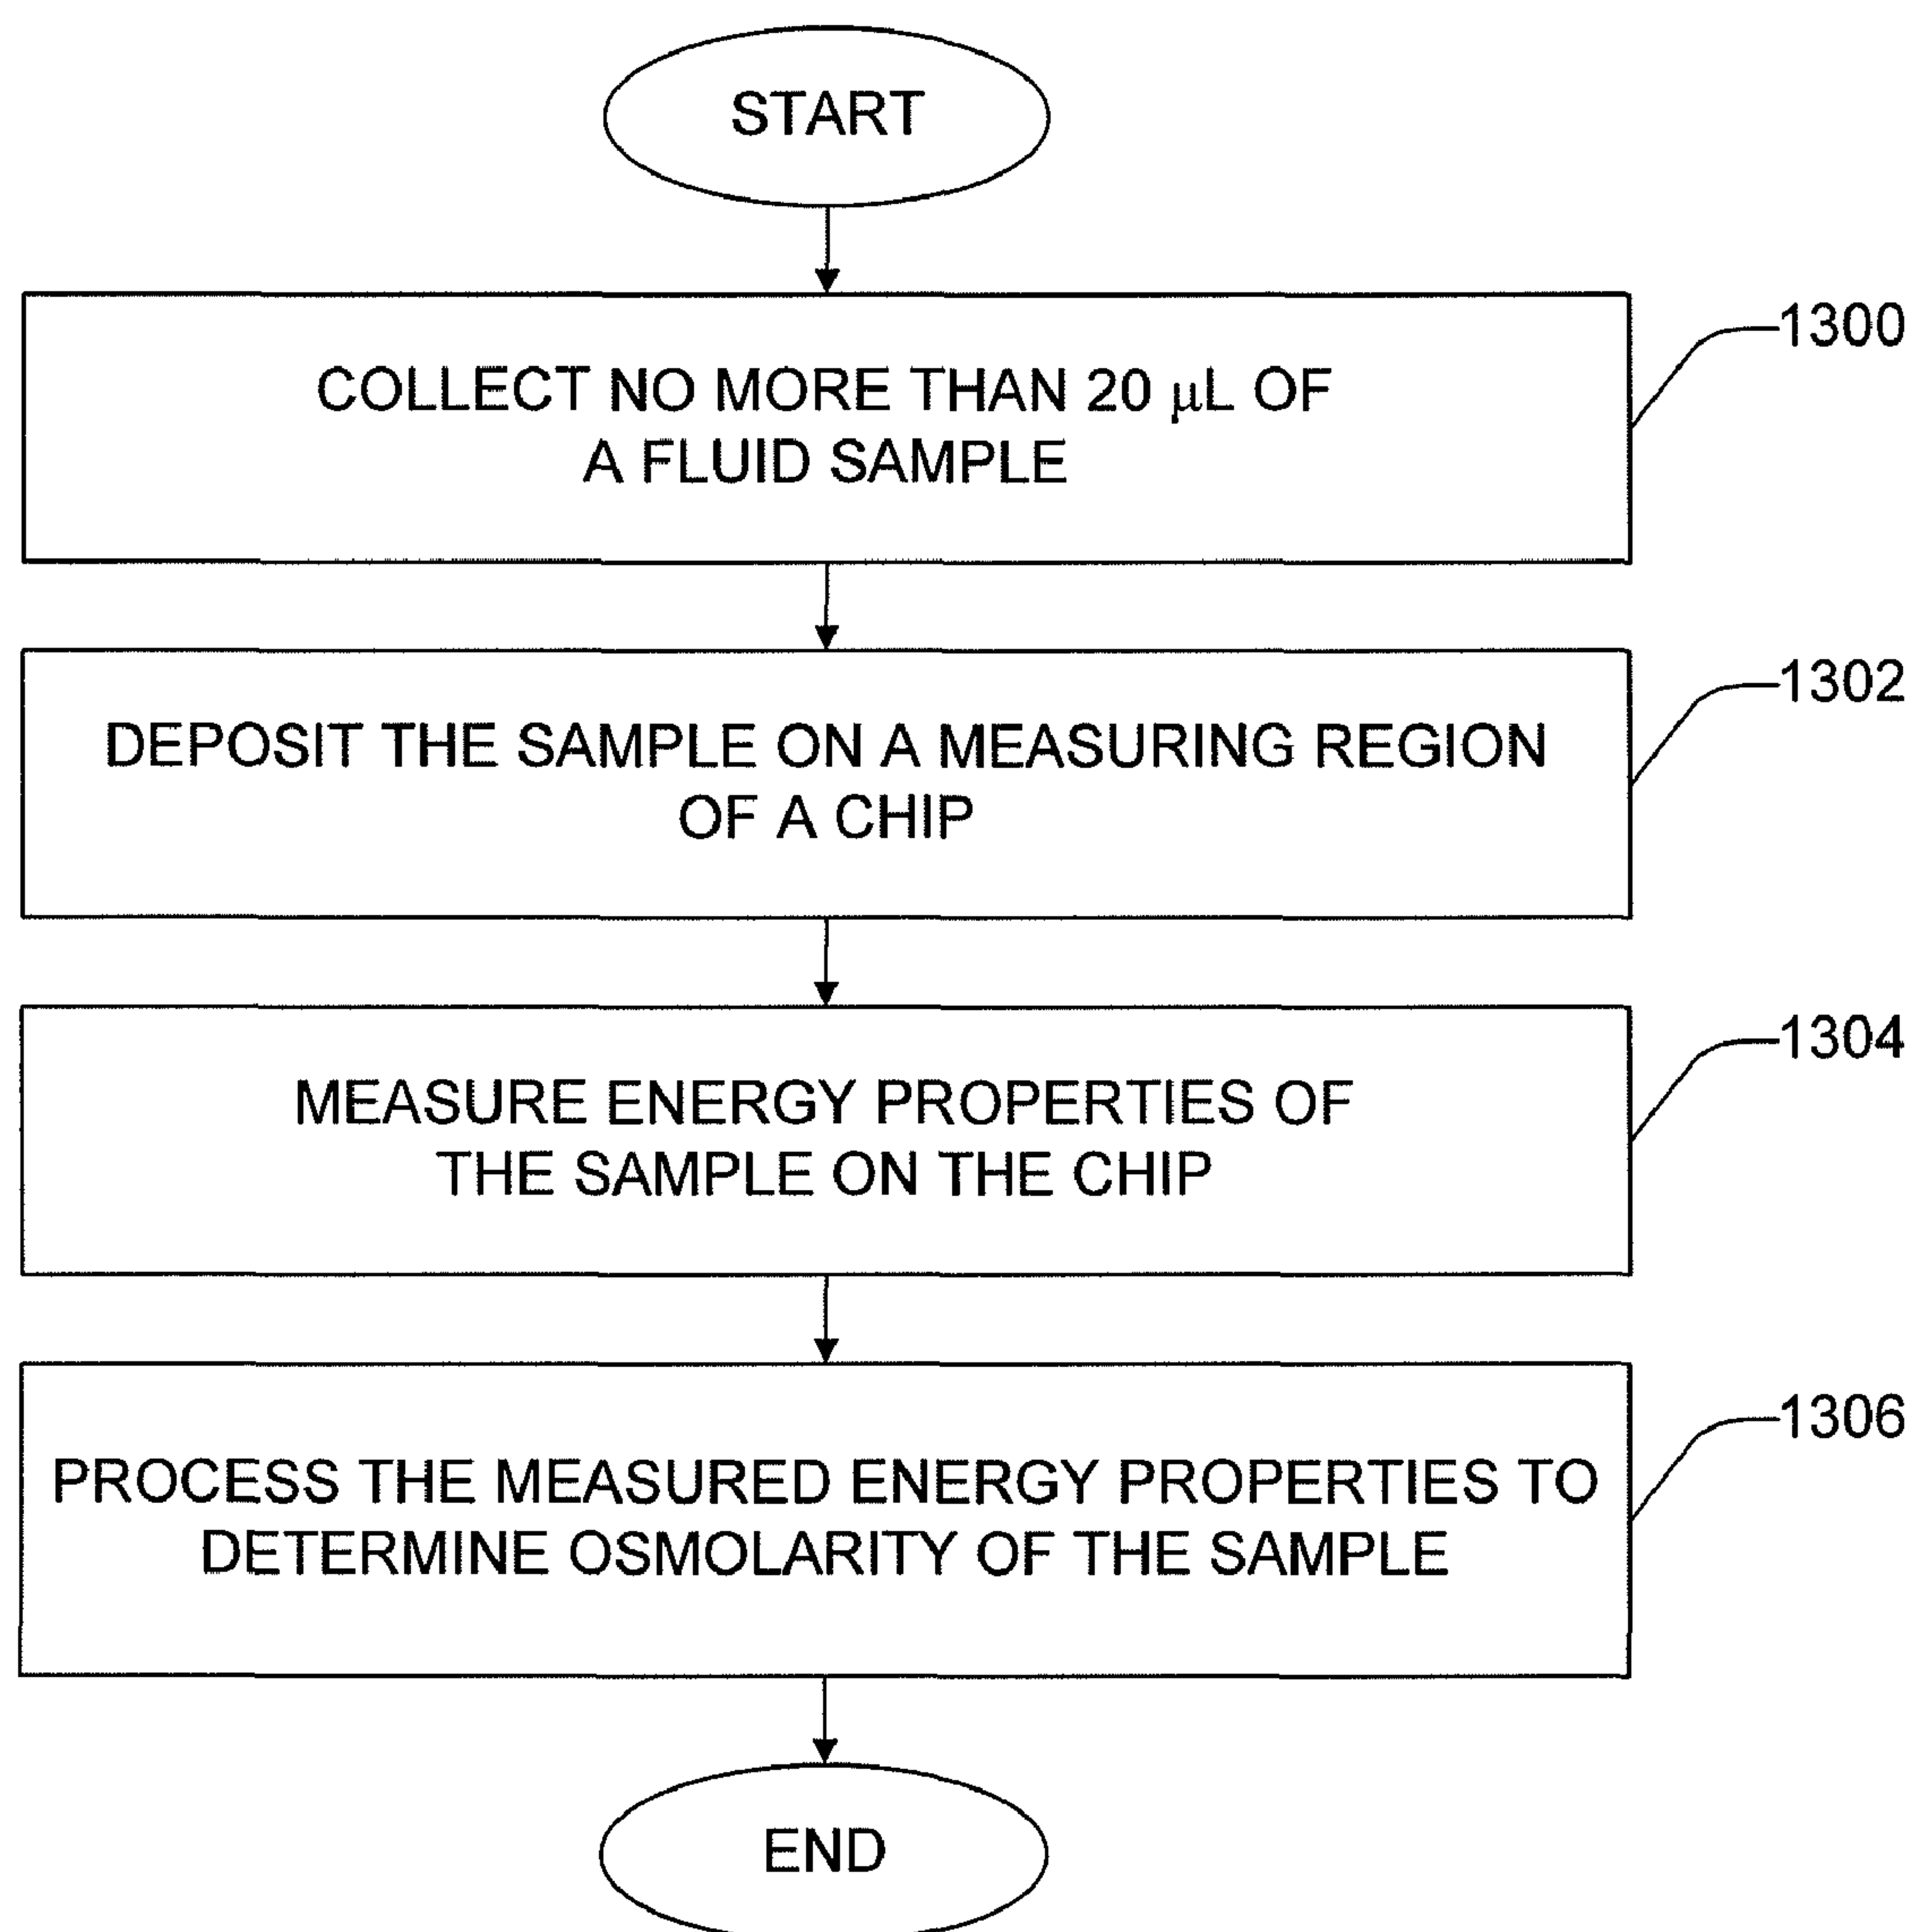 START
COLLECT NO MORE THAN 20 μL OF
A FLUID SAMPLE
1300
DEPOSIT THE SAMPLE ON A MEASURING REGION
OF A CHIP
1302
MEASURE ENERGY PROPERTIES OF
THE SAMPLE ON THE CHIP
1304
PROCESS THE MEASURED ENERGY PROPERTIES TO
DETERMINE OSMOLARITY OF THE SAMPLE
1306
END